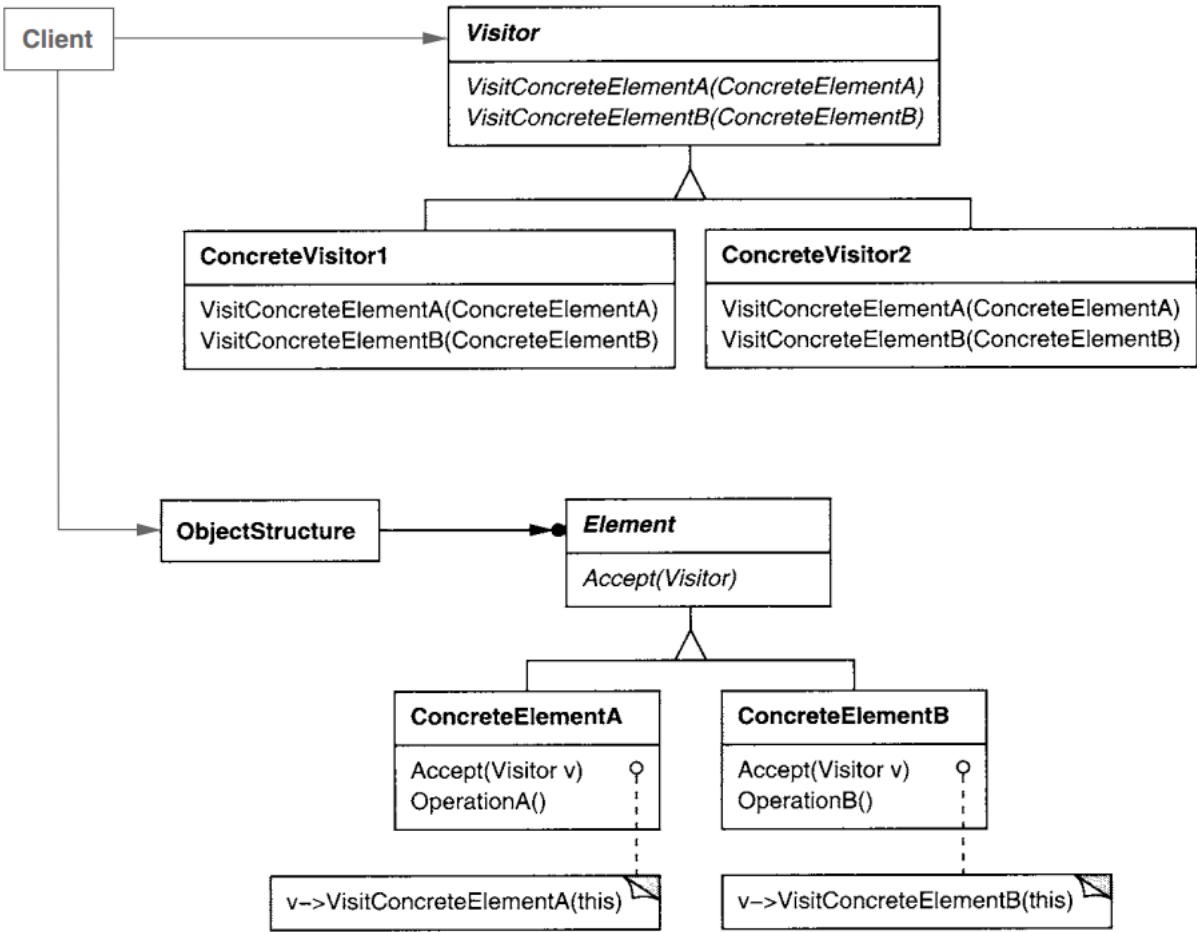 Client
Visitor
VisitConcreteElementA(ConcreteElementA)
VisitConcreteElementB(ConcreteElementB)
ConcreteVisitor1
VisitConcreteElementA(ConcreteElementA)
VisitConcreteElementB(ConcreteElementB)
ConcreteVisitor2
VisitConcreteElementA(ConcreteElementA)
VisitConcreteElementB(ConcreteElementB)
ObjectStructure
Element
Accept(Visitor)
ConcreteElementA
Accept(Visitor v)
OperationA()
ConcreteElementB
Accept(Visitor v)
OperationB()
v->VisitConcreteElementA(this)
v->VisitConcreteElementB(this)